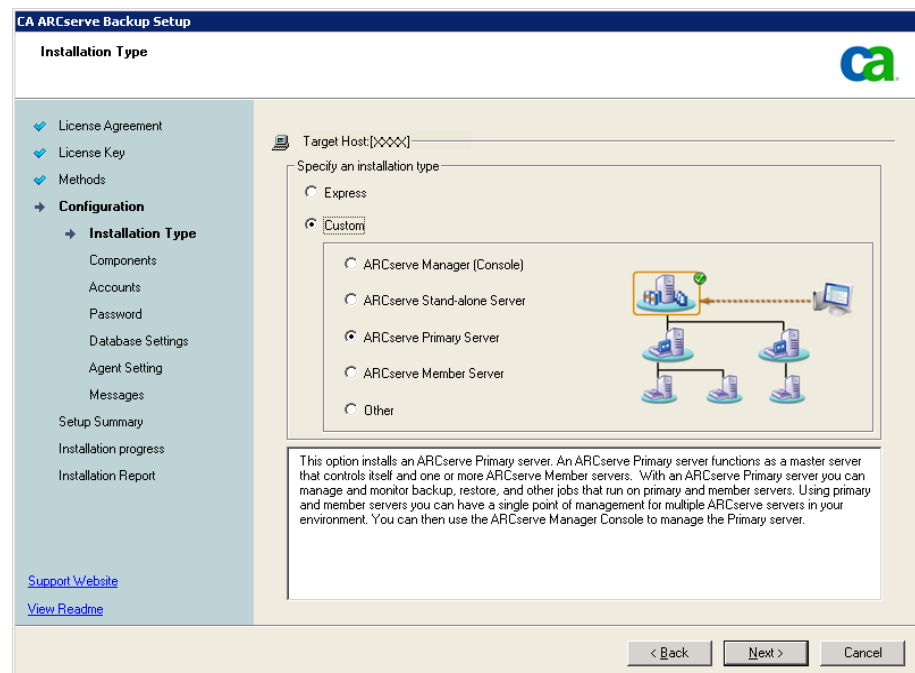 CA ARCserve Backup Setup
Installation Type
ca
License Agreement
License Key
Methods
Configuration
Installation Type
Components
Accounts
Password
Database Settings
Agent Setting
Messages
Setup Summary
Installation progress
Installation Report
Support Website
View Readme
Target Host:[XXXX]
Specify an installation type
Express
Custom
ARCserve Manager (Console)
ARCserve Stand-alone Server
ARCserve Primary Server
ARCserve Member Server
Other
This option installs an ARCserve Primary server. An ARCserve Primary server functions as a master server
that controls itself and one or more ARCserve Member servers.  With an ARCserve Primary server you can
manage and monitor backup, restore, and other jobs that run on primary and member servers. Using primary
and member servers you can have a single point of management for multiple ARCserve servers in your
environment. You can then use the ARCserve Manager Console to manage the Primary server.
< Back
Next >
Cancel